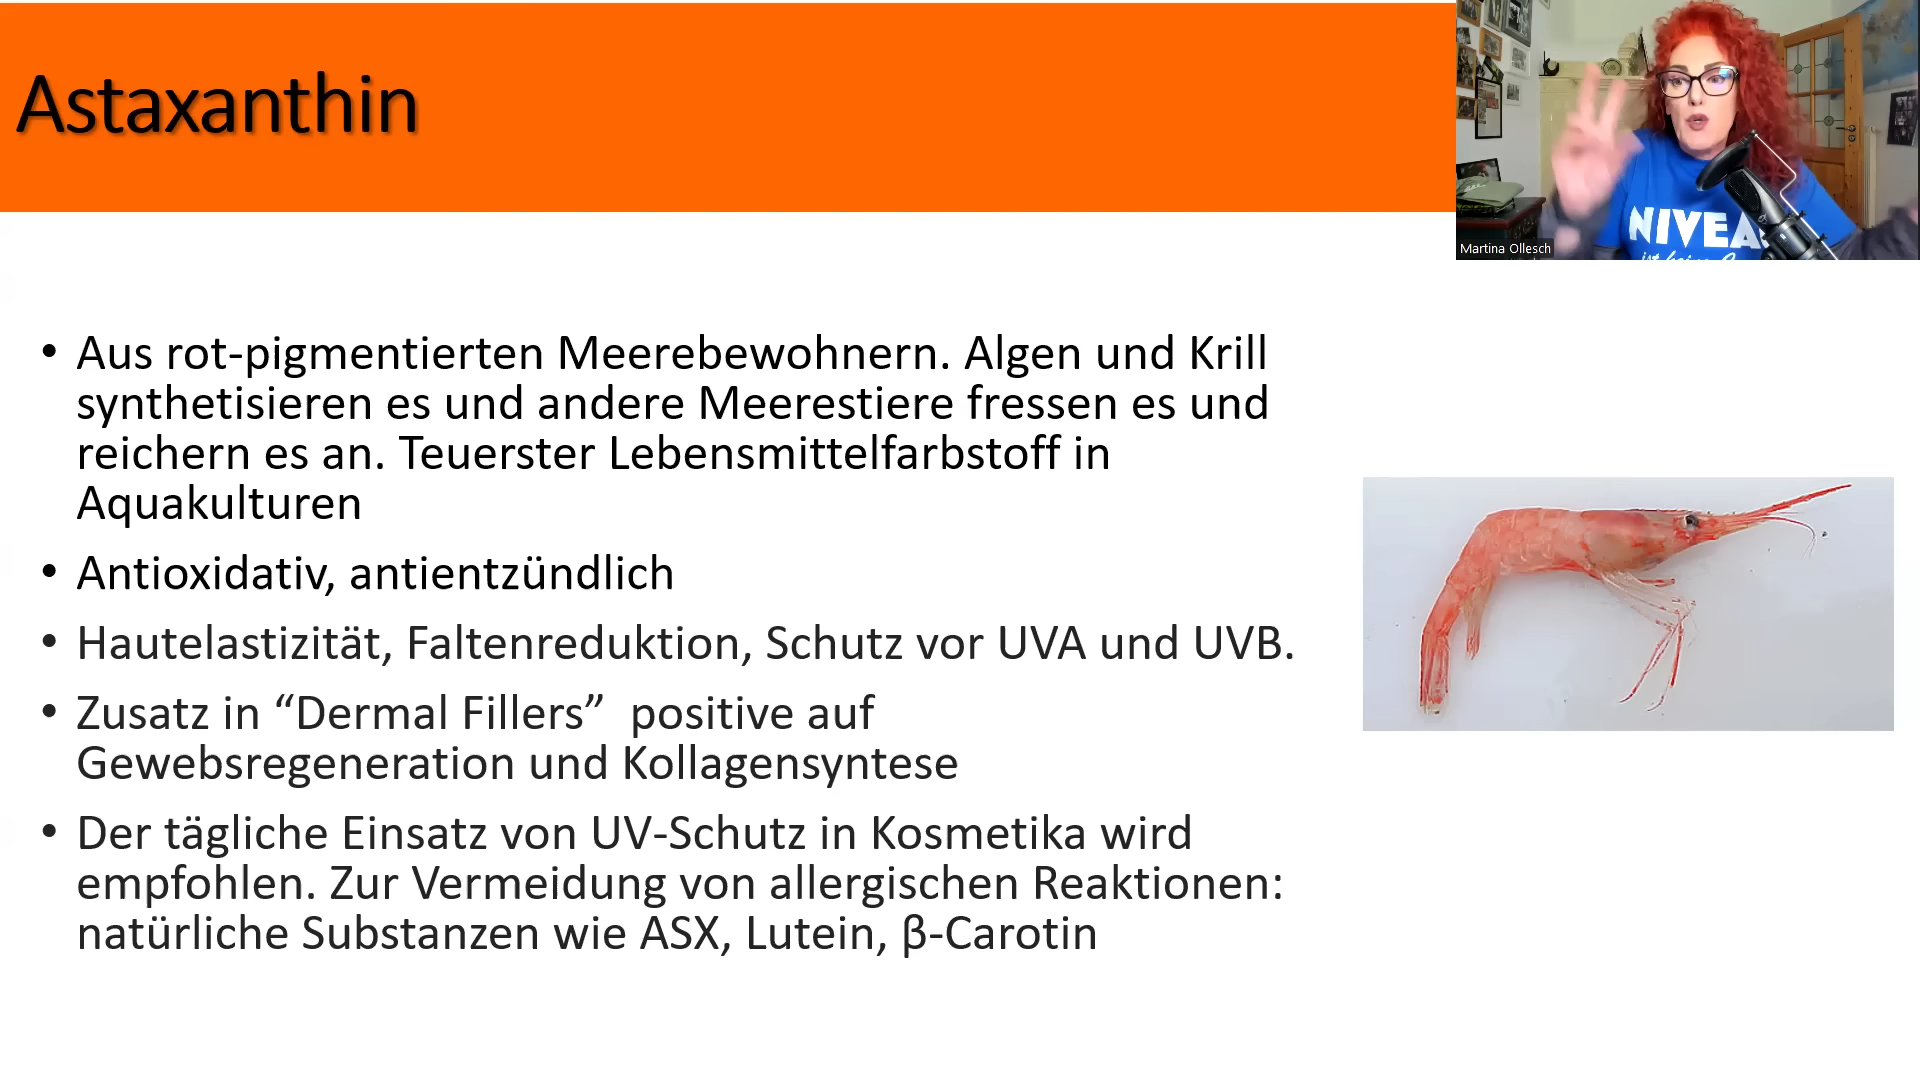 Astaxanthin
Martina Ollesch
NIVEA
• Aus rot-pigmentierten Meerebewohnern. Algen und Krill
synthetisieren es und andere Meerestiere fressen es und
reichern es an. Teuerster Lebensmittelfarbstoff in
Aquakulturen
• Antioxidativ, antientzündlich
• Hautelastizität, Faltenreduktion, Schutz vor UVA und UVB.
• Zusatz in “Dermal Fillers”  positive auf
Gewebsregeneration und Kollagensyntese
• Der tägliche Einsatz von UV-Schutz in Kosmetika wird
empfohlen. Zur Vermeidung von allergischen Reaktionen:
natürliche Substanzen wie ASX, Lutein, β-Carotin